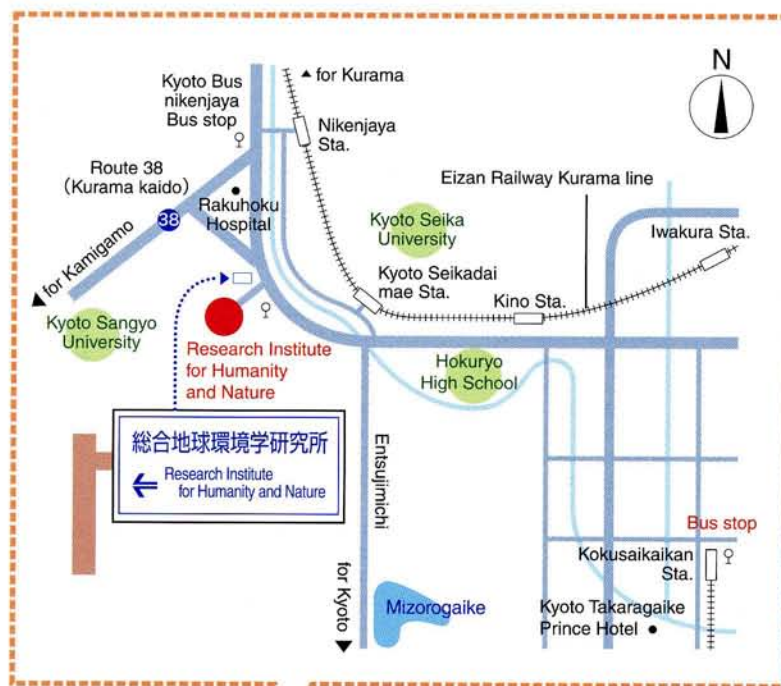 N
▲ for Kurama
Kyoto Bus
nikenjaya
Bus stop
Nikenjaya
Sta.
Route 38
(Kurama kaido)
38
Rakuhoku
Hospital
Eizan Railway Kurama line
Kyoto Seika
University
Iwakura Sta.
Kyoto Seikadai
mae Sta.
Kino Sta.
for Kamigamo
Kyoto Sangyo
University
Research Institute
for Humanity
and Nature
Hokuryo
High School
総合地球環境学研究所
Research Institute
for Humanity and Nature
Entsujimichi
for Kyoto
Bus stop
Kokusaikaikan
Sta.
Mizorogaike
Kyoto Takaragaike
Prince Hotel